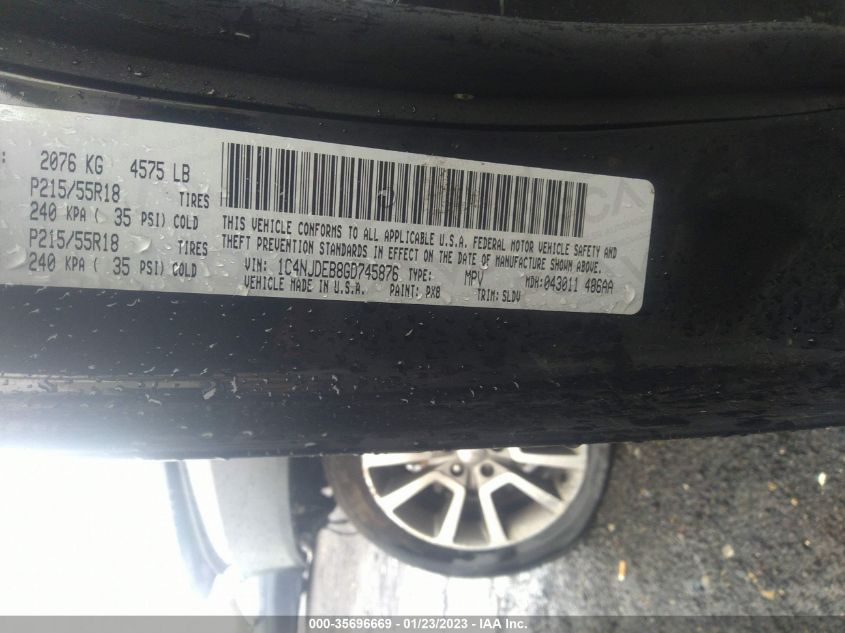 : 2076 KG 4575 LB
P215/55R18 TIRES
240 KPA ( 35 PSI) COLD
P215/55R18 TIRES
240 KPA ( 35 PSI) COLD
THIS VEHICLE CONFORMS TO ALL APPLICABLE U.S.A. FEDERAL MOTOR VEHICLE SAFETY AND
THEFT PREVENTION STANDARDS IN EFFECT ON THE DATE OF MANUFACTURE SHOWN ABOVE.
VIN: 1C4NJDEB8GD745876 TYPE: MPV MDH:043011 406AA
VEHICLE MADE IN U.S.A. PAINT: PX8 TRIM: SLDV
000-35696669 - 01/23/2023 - IAA Inc.